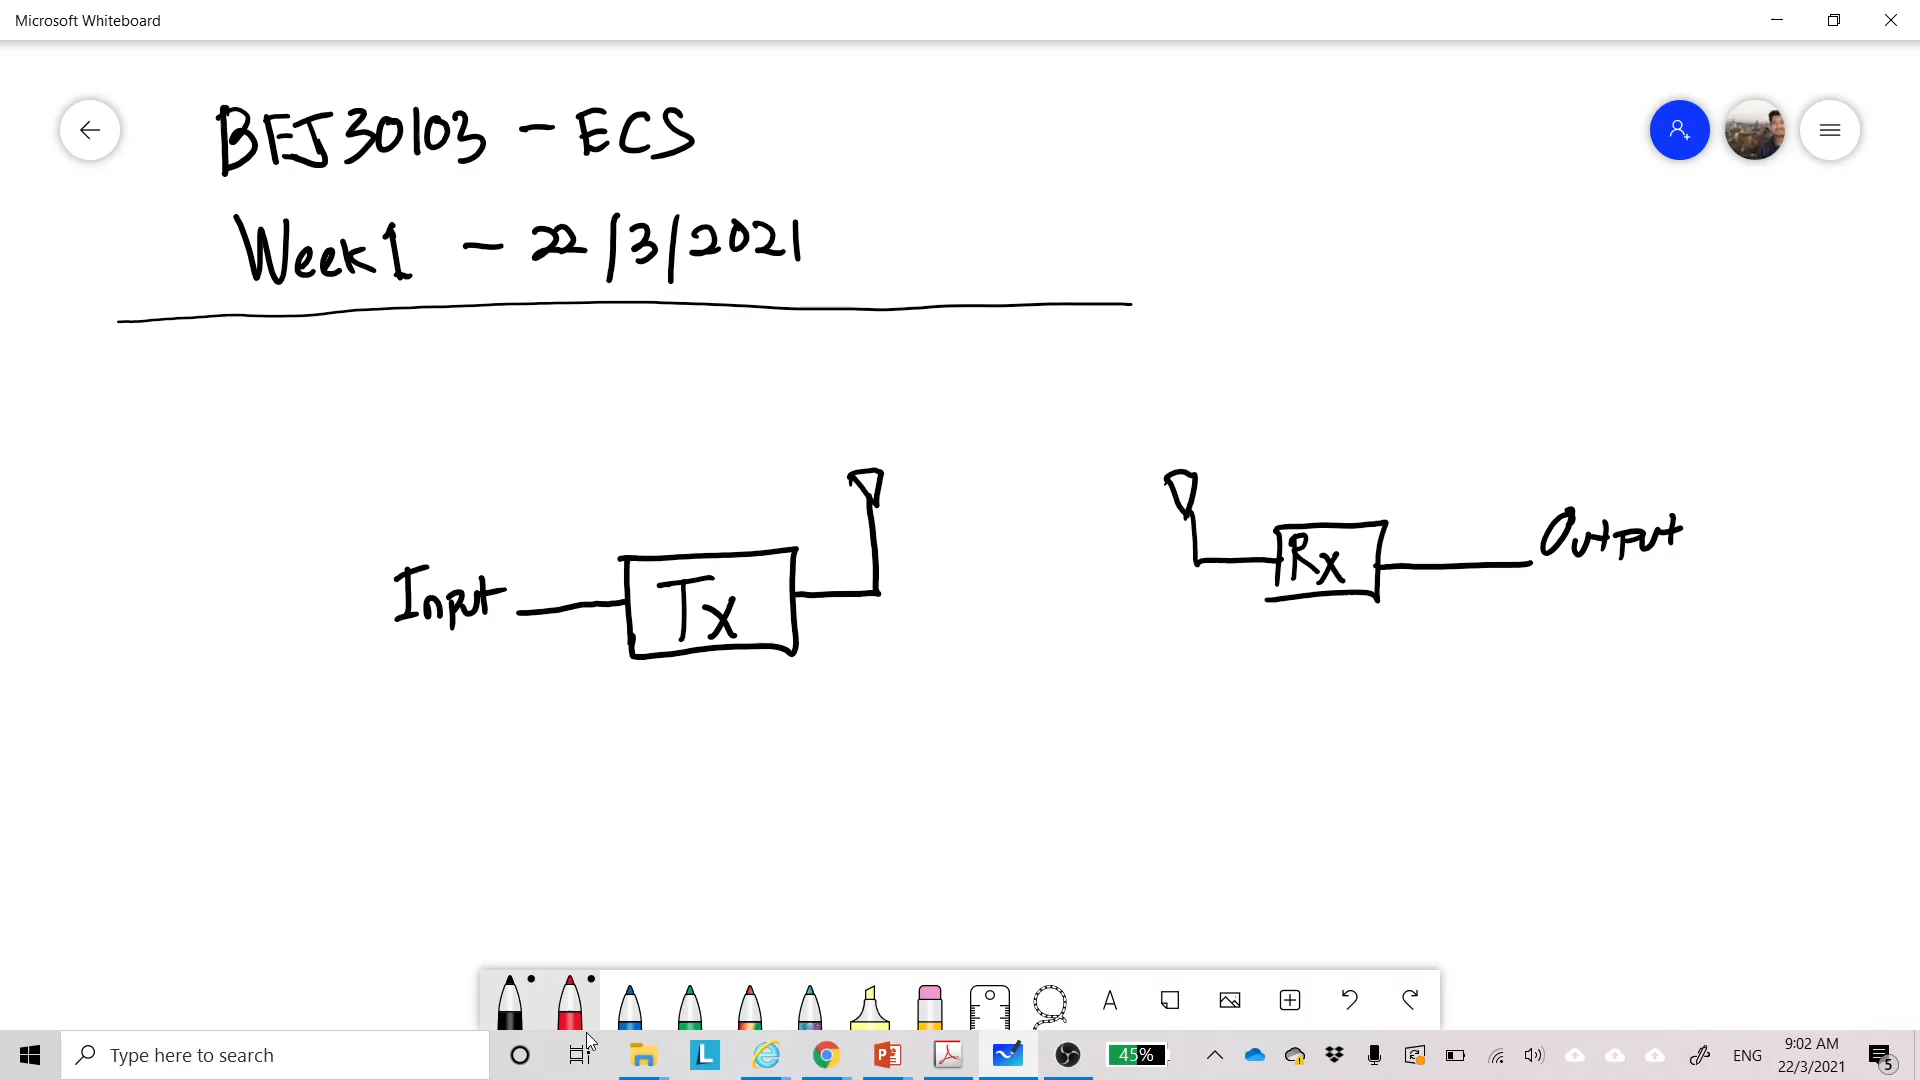 Microsoft Whiteboard
BEJ30103 - ECS
Week 1 - 22/3/2021
Input
Tx
Rx
Output
A
Type here to search
L
45%
ENG
9:02 AM
22/3/2021
5